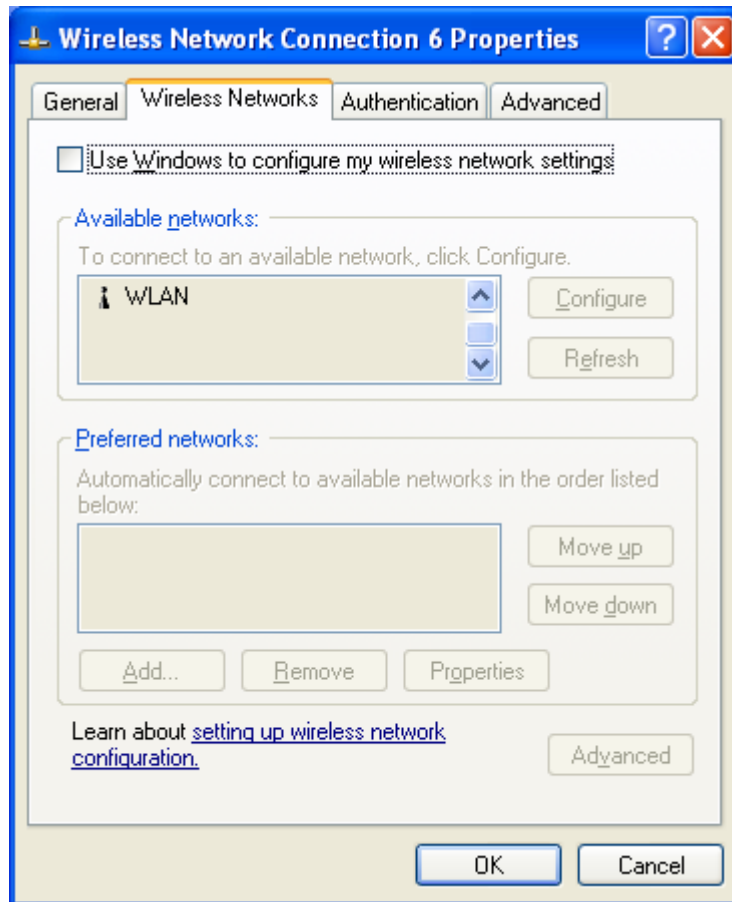 Wireless Network Connection 6 Properties
General Wireless Networks Authentication Advanced
Use Windows to configure my wireless network settings
Available networks:
To connect to an available network, click Configure.
WLAN
Configure
Refresh
Preferred networks:
Automatically connect to available networks in the order listed
below:
Move up
Move down
Add... Remove Properties
Learn about setting up wireless network
configuration.
Advanced
OK Cancel